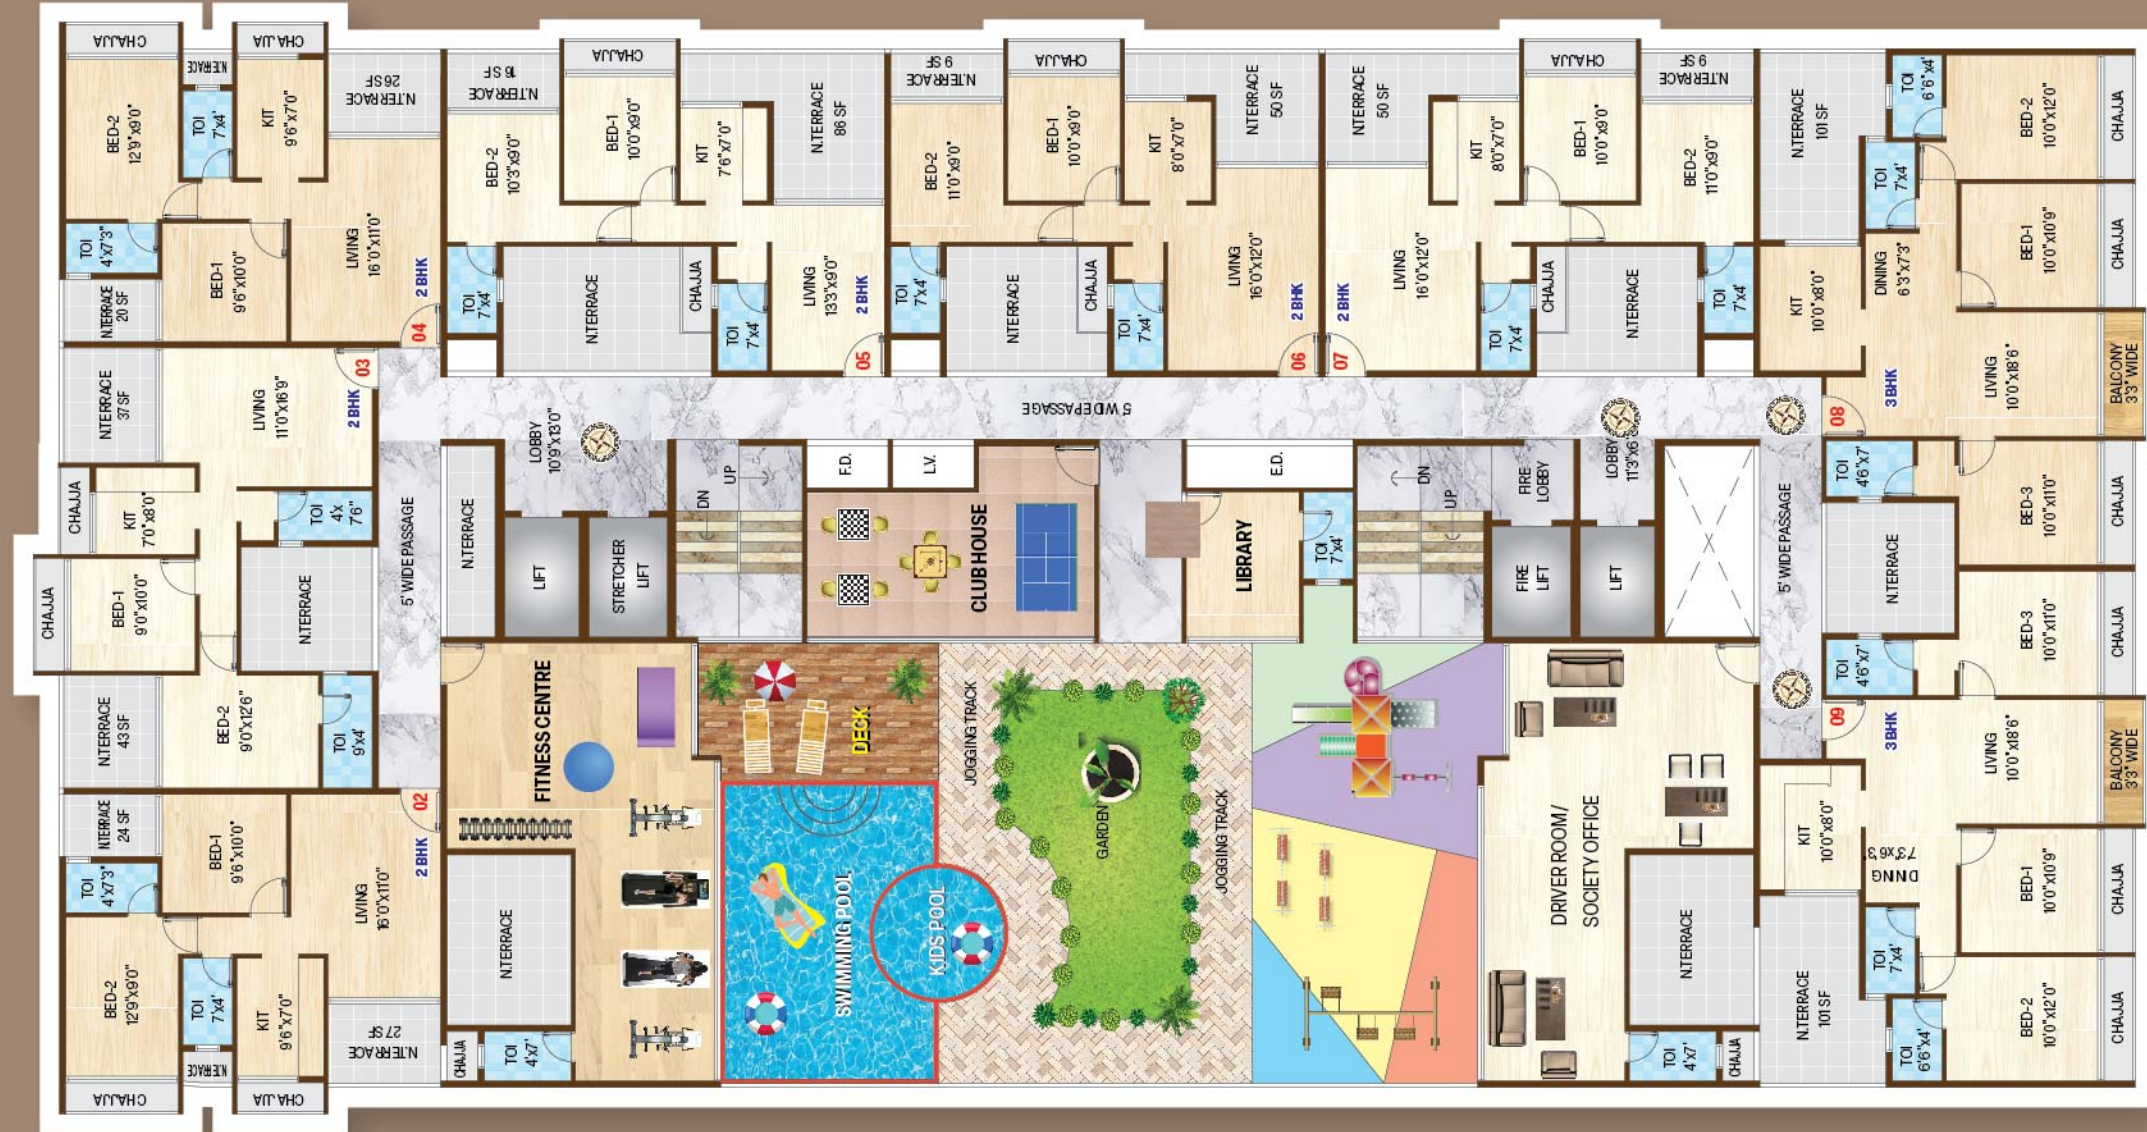 CHAJJA
BED-2
12'9"x9'0"
N.TERRACE
TOI
7'x4'
CHAJJA
KIT
9'6"x7'0"
N.TERRACE
26 SF
TOI
4'x7'3"
BED-1
9'6"x10'0"
N.TERRACE
20 SF
LIVING
16'0"x11'0"
2 BHK
04
N.TERRACE
16 SF
BED-2
10'3"x9'0"
CHAJJA
BED-1
10'0"x9'0"
KIT
7'6"x7'0"
N.TERRACE
86 SF
TOI
7'x4'
N.TERRACE
CHAJJA
TOI
7'x4'
LIVING
13'3"x9'0"
2 BHK
05
N.TERRACE
9 SF
BED-2
11'0"x9'0"
CHAJJA
BED-1
10'0"x9'0"
KIT
8'0"x7'0"
N.TERRACE
50 SF
TOI
7'x4'
N.TERRACE
CHAJJA
TOI
7'x4'
LIVING
16'0"x12'0"
2 BHK
06
N.TERRACE
50 SF
KIT
8'0"x7'0"
CHAJJA
BED-1
10'0"x9'0"
N.TERRACE
9 SF
BED-2
11'0"x9'0"
2 BHK
07
LIVING
16'0"x12'0"
TOI
7'x4'
CHAJJA
N.TERRACE
TOI
7'x4'
N.TERRACE
101 SF
TOI
6'6"x4'
BED-2
10'0"x12'0"
CHAJJA
TOI
7'x4'
BED-1
10'0"x10'9"
CHAJJA
KIT
10'0"x8'0"
DINING
6'3"x7'3"
LIVING
10'0"x18'6"
BALCONY
3'3" WIDE
3 BHK
08
TOI
4'6"x7'
BED-3
10'0"x11'0"
CHAJJA
N.TERRACE
N.TERRACE
37 SF
LIVING
11'0"x16'9"
2 BHK
03
CHAJJA
KIT
7'0"x8'0"
TOI
4'x
7'6"
CHAJJA
BED-1
9'0"x10'0"
N.TERRACE
N.TERRACE
43 SF
BED-2
9'0"x12'6"
TOI
9'x4'
5' WIDE PASSAGE
5' WIDE PASSAGE
N.TERRACE
LOBBY
10'9"x13'0"
LIFT
STRETCHER
LIFT
DN
UP
F.D.
L.V.
CLUB HOUSE
E.D.
LIBRARY
TOI
7'x4'
DN
UP
FIRE
LOBBY
FIRE
LIFT
LOBBY
LIFT
5' WIDE PASSAGE
TOI
4'6"x7'
BED-3
10'0"x11'0"
CHAJJA
09
3 BHK
LIVING
10'0"x18'6"
BALCONY
3'3" WIDE
KIT
10'0"x8'0"
DINING
7'3"x6'3"
BED-1
10'0"x10'9"
CHAJJA
TOI
7'x4'
N.TERRACE
101 SF
TOI
6'6"x4'
BED-2
10'0"x12'0"
CHAJJA
N.TERRACE
24 SF
BED-1
9'6"x10'0"
02
2 BHK
LIVING
16'0"x11'0"
TOI
4'x7'3"
BED-2
12'9"x9'0"
TOI
7'x4'
KIT
9'6"x7'0"
N.TERRACE
27 SF
N.TERRACE
CHAJJA
CHAJJA
FITNESS CENTRE
N.TERRACE
CHAJJA
TOI
4'x7'
DECK
SWIMMING POOL
KIDS POOL
JOGGING TRACK
GARDEN
JOGGING TRACK
DRIVER ROOM/
SOCIETY OFFICE
N.TERRACE
TOI
4'x7'
CHAJJA